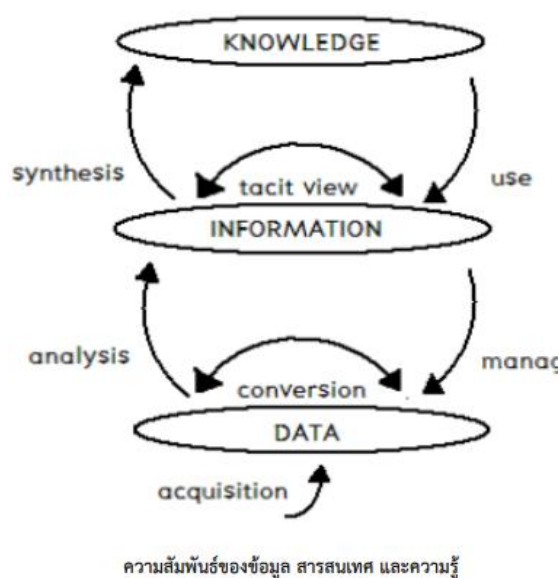 KNOWLEDGE
synthesis
tacit view
use
INFORMATION
analysis
conversion
manag
DATA
acquisition
ความสัมพันธ์ของข้อมูล สารสนเทศ และความรู้